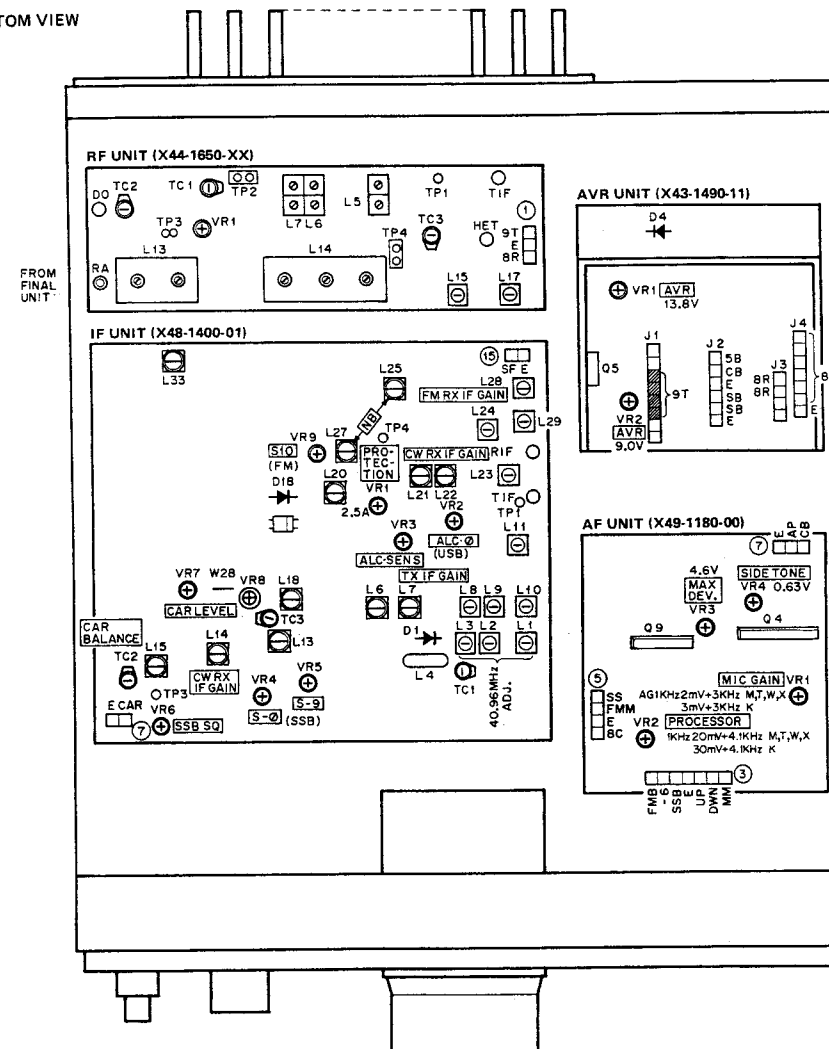 TOM VIEW
RF UNIT (X44-1650-XX)
DO
TC2
TC1
TP2
TP3
VR1
L7 L6
L5
TP1
TIF
TC3
HET
1
9T
E
8R
TP4
L13
L14
L15
L17
RA
FROM
FINAL
UNIT
AVR UNIT (X43-1490-11)
D4
VR1 AVR
13.8V
J1
J2
J3
J4
Q5
9T
5B
CB
E
SB
SB
E
8R
8R
8
E
VR2
AVR
9.0V
IF UNIT (X48-1400-01)
L33
L25
15
SF E
L28
FM RX IF GAIN
L24
L29
NB
TP4
L27
VR9
S10
(FM)
PRO-
TEC-
TION
CW RX IF GAIN
RIF
D18
L20
VR1
2.5A
L21
L22
L23
VR2
TIF
TP1
VR3
ALC-Ø
(USB)
L11
ALC-SENS
TX IF GAIN
VR7
W28
VR8
L18
CAR LEVEL
TC3
L6
L7
L8
L9
L10
CAR
BALANCE
L15
L14
L13
D1
L3
L2
L1
TC2
CW RX
IF GAIN
L4
TC1
40.96MHz
ADJ.
TP3
VR4
VR5
E CAR
7
VR6
SSB SQ
S-Ø
S-9
(SSB)
AF UNIT (X49-1180-00)
7
E
AP
CB
4.6V
MAX
DEV.
VR3
SIDE TONE
VR4
0.63V
Q9
Q4
5
SS
FMM
E
8C
MIC GAIN
VR1
AG1KHz2mV+3KHz M,T,W,X
3mV+3KHz K
VR2
PROCESSOR
1KHz20mV+4.1KHz M,T,W,X
30mV+4.1KHz K
3
FMB
-6
SSB
E
UP
DWN
MM